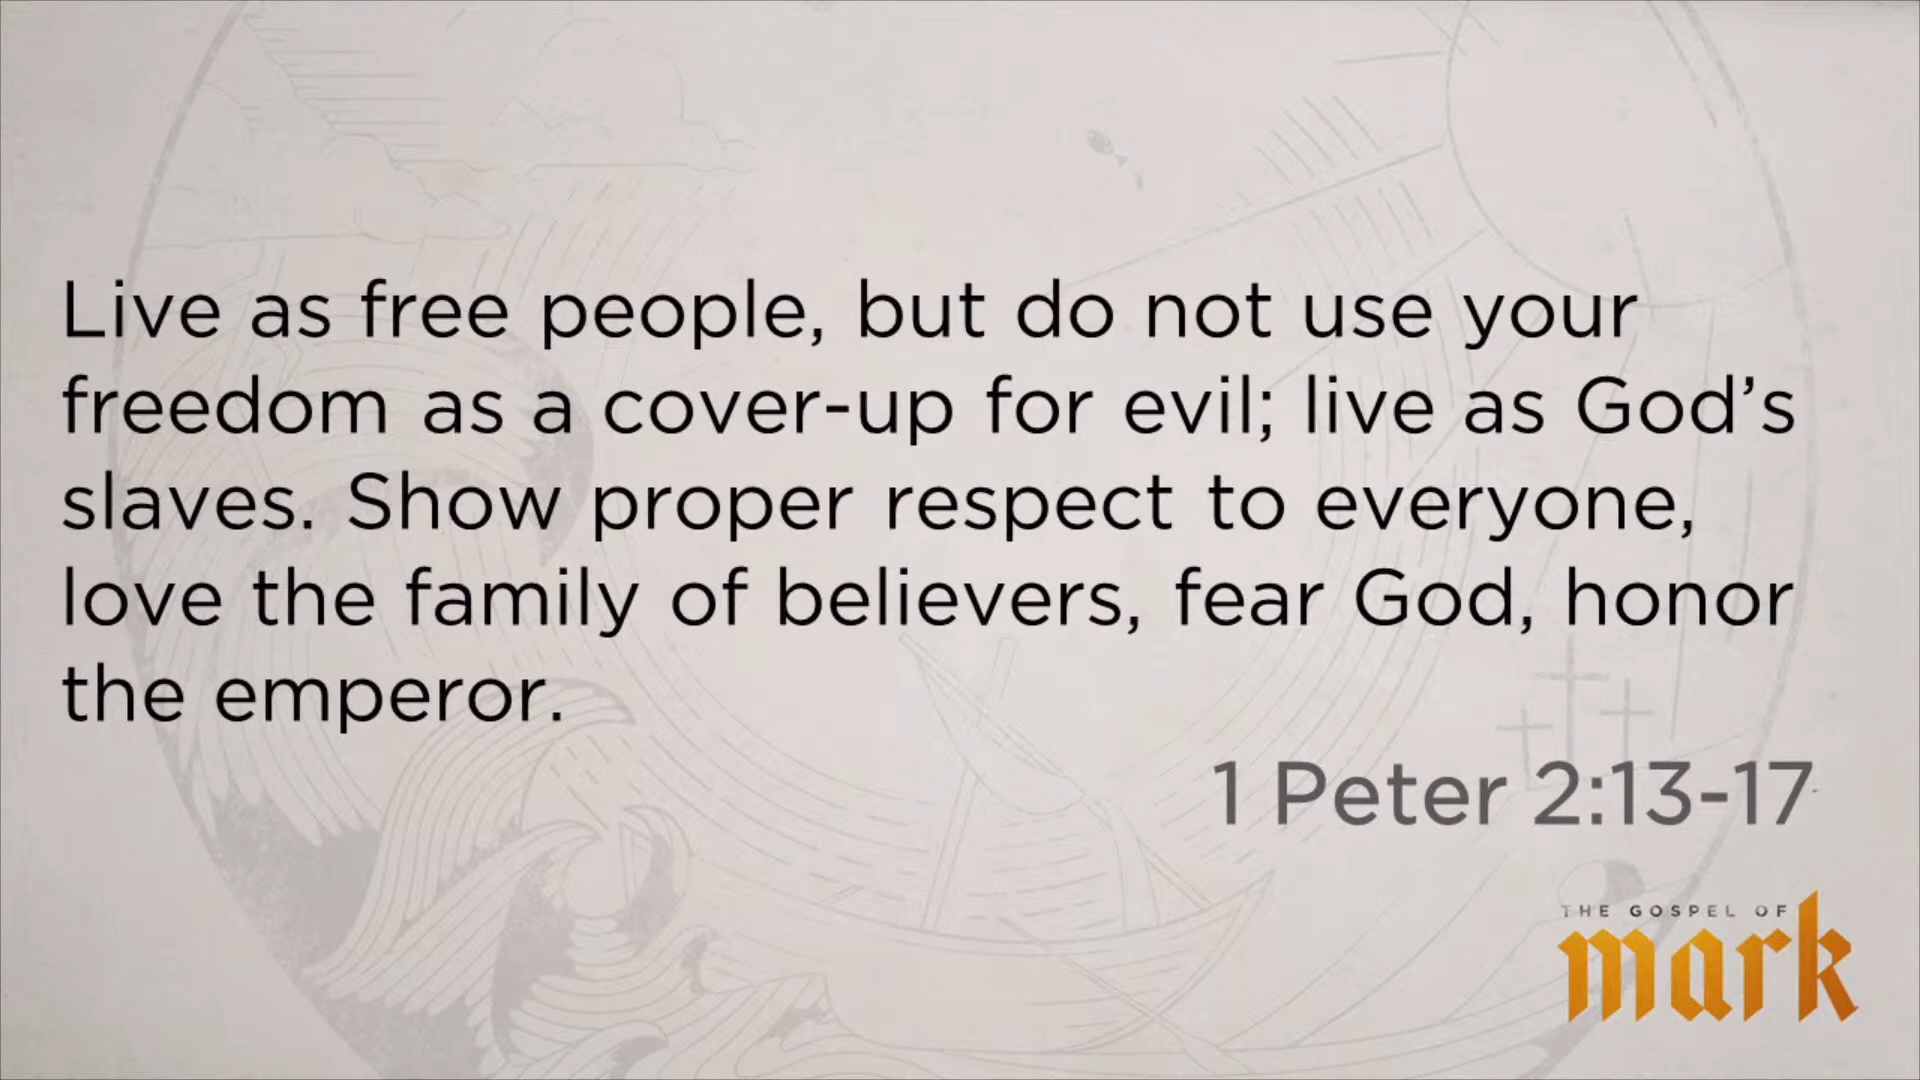 Live as free people, but do not use your
freedom as a cover-up for evil; live as God’s
slaves. Show proper respect to everyone,
love the family of believers, fear God, honor
the emperor.
1 Peter 2:13-17
THE GOSPEL OF
mark